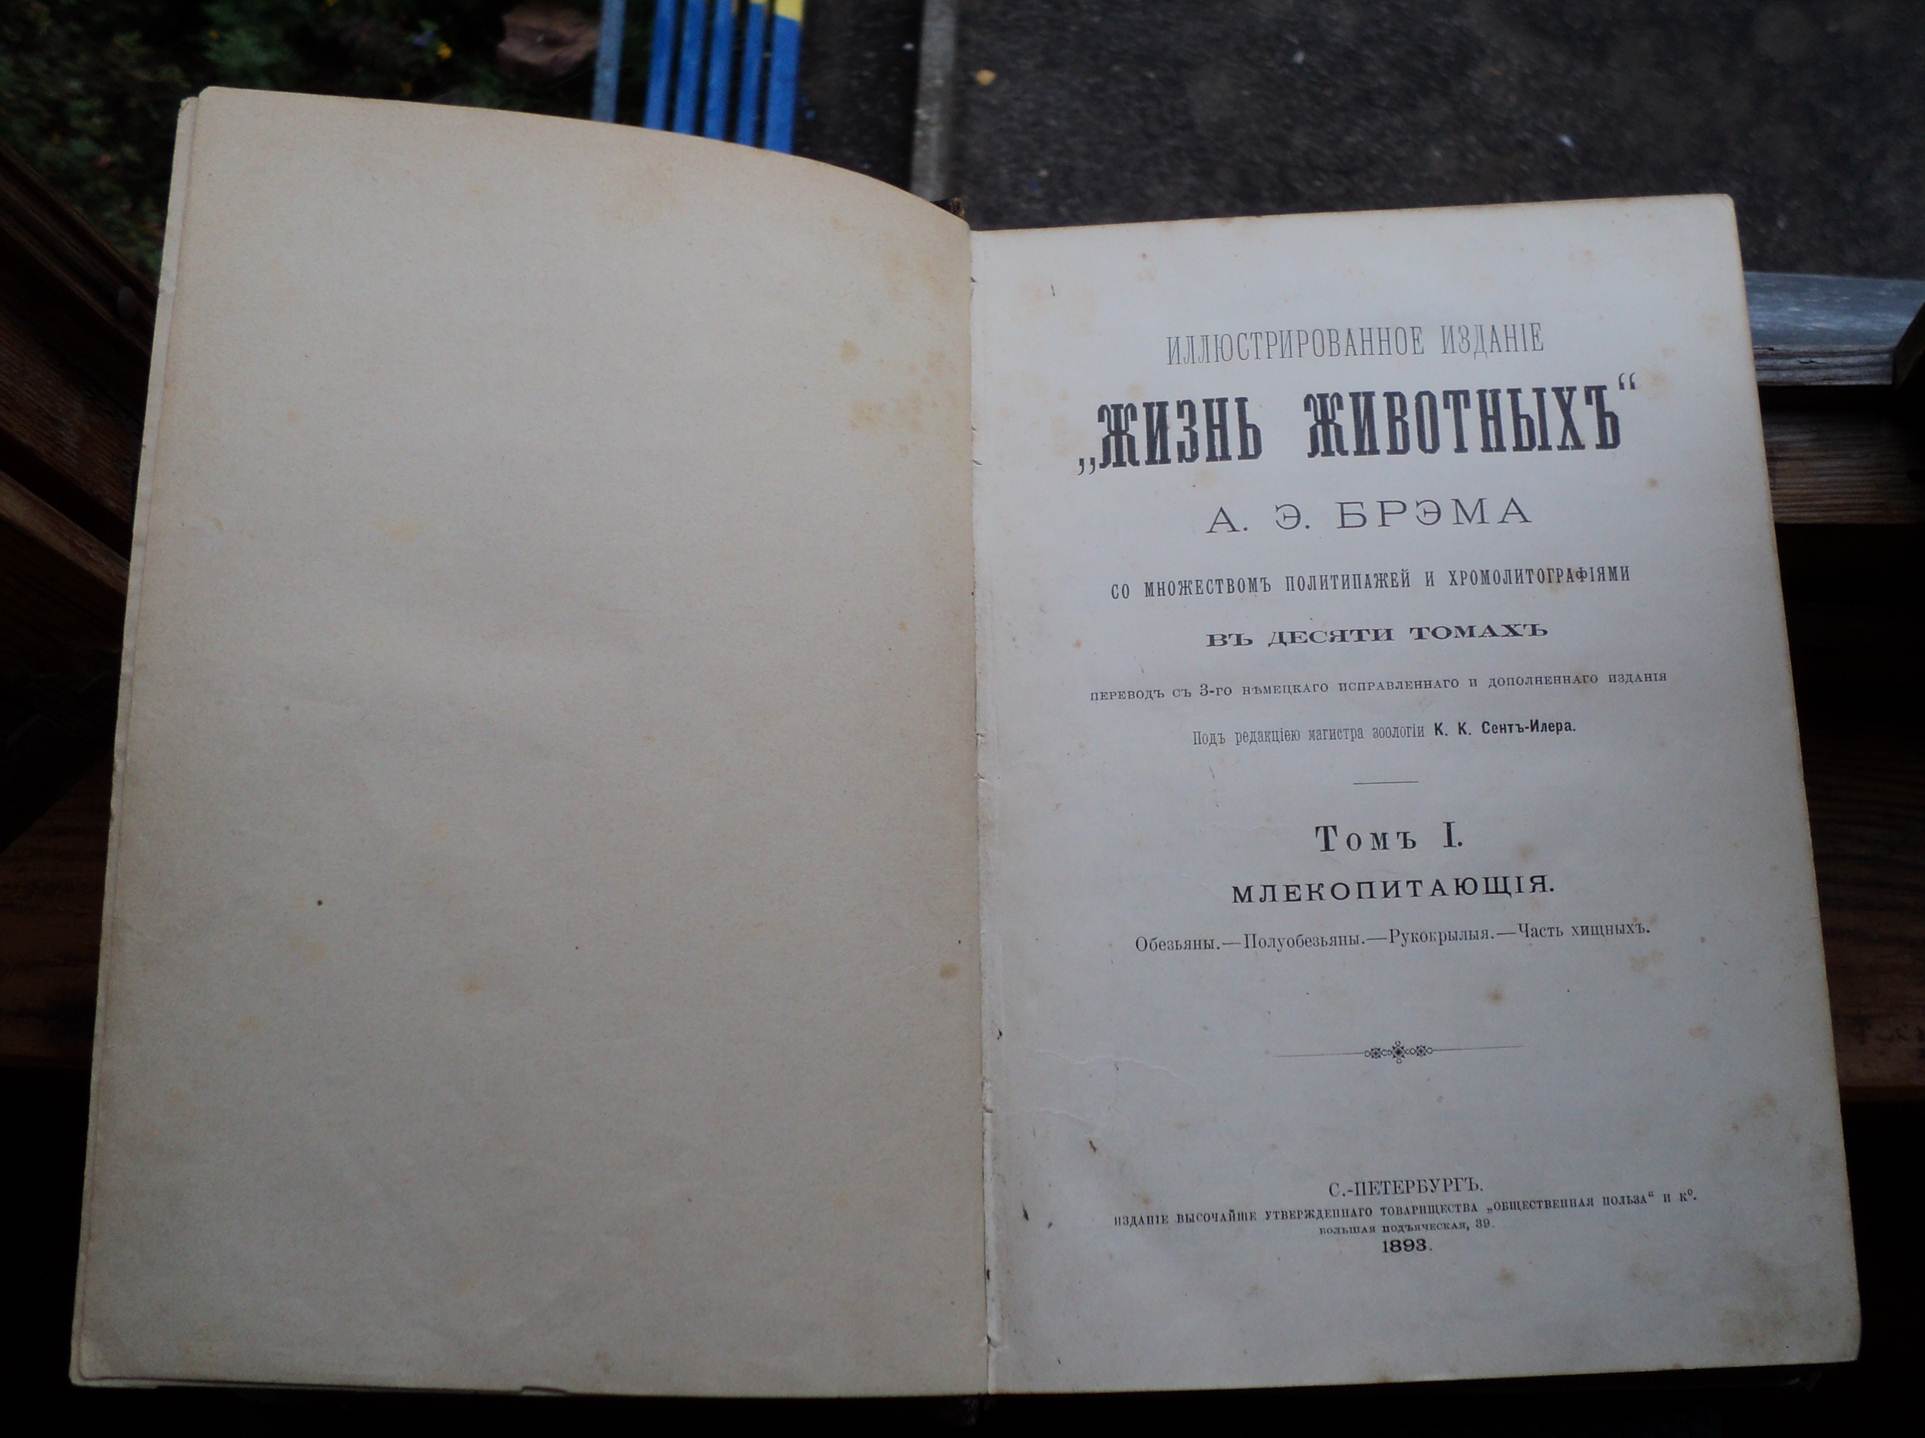 ИЛЛЮСТРИРОВАННОЕ ИЗДАНІЕ
„ЖИЗНЬ ЖИВОТНЫХЪ“
А. Э. БРЭМА
СО МНОЖЕСТВОМЪ ПОЛИТИПАЖЕЙ И ХРОМОЛИТОГРАФІЯМИ
ВЪ ДЕСЯТИ ТОМАХЪ
ПЕРЕВОДЪ СЪ 3-ГО НѢМЕЦКАГО ИСПРАВЛЕННАГО И ДОПОЛНЕННАГО ИЗДАНІЯ
Подъ редакціею магистра зоологіи К. К. Сентъ-Илера.
Томъ I.
МЛЕКОПИТАЮЩІЯ.
Обезьяны.—Полуобезьяны.—Рукокрылыя.—Часть хищныхъ.
С.-ПЕТЕРБУРГЪ.
ИЗДАНІЕ ВЫСОЧАЙШЕ УТВЕРЖДЕННАГО ТОВАРИЩЕСТВА „ОБЩЕСТВЕННАЯ ПОЛЬЗА“ И Кº.
БОЛЬШАЯ ПОДЪЯЧЕСКАЯ, 39.
1893.